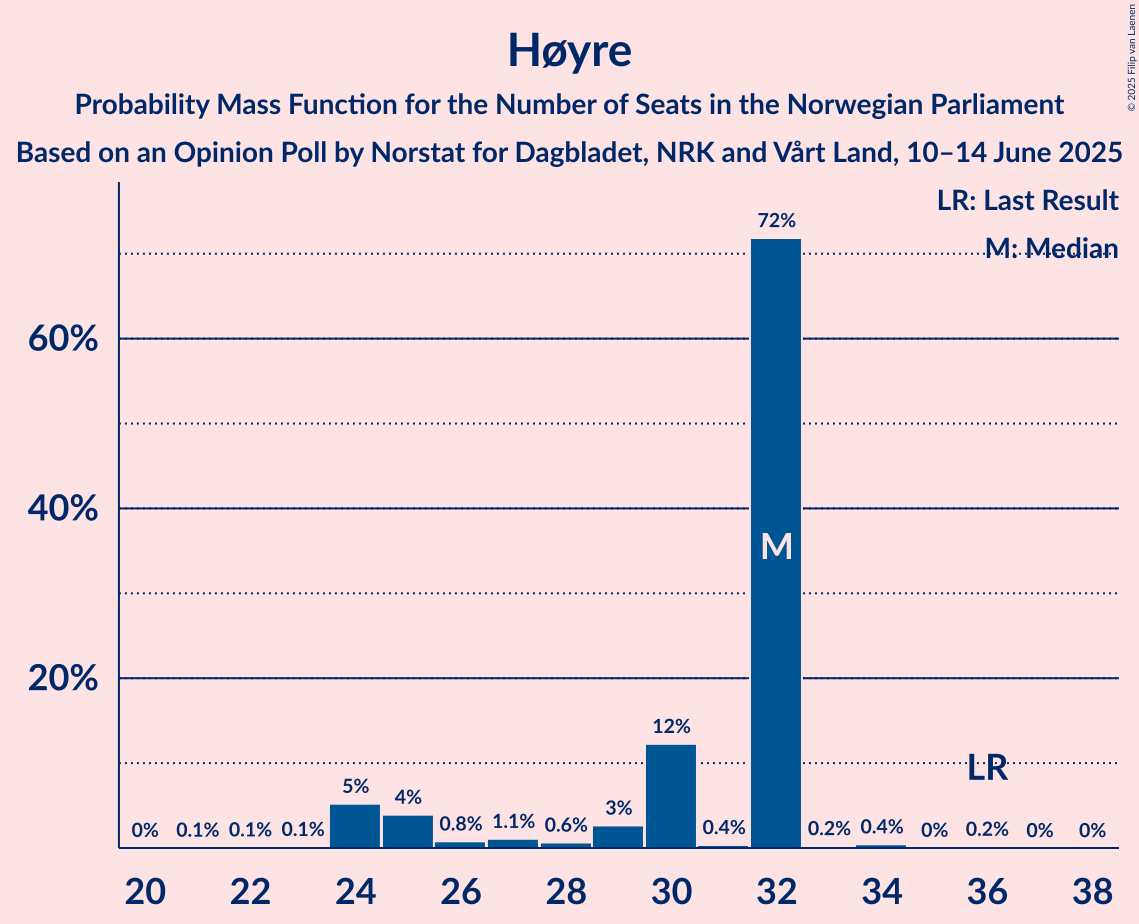 Høyre
Probability Mass Function for the Number of Seats in the Norwegian Parliament
Based on an Opinion Poll by Norstat for Dagbladet, NRK and Vårt Land, 10–14 June 2025
© 2025 Filip van Laenen
LR: Last Result
M: Median
60%
40%
20%
0% 0.1% 0.1% 0.1% 5% 4% 0.8% 1.1% 0.6% 3% 12% 0.4% 72% 0.2% 0.4% 0% 0.2% 0% 0%
M
LR
20 22 24 26 28 30 32 34 36 38